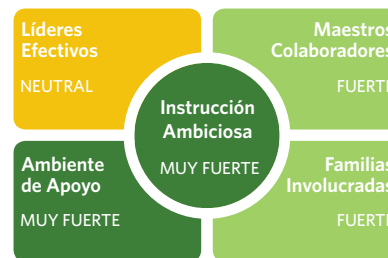 Líderes
Efectivos
NEUTRAL
Maestros
Colaboradores
FUERTE
Instrucción
Ambiciosa
MUY FUERTE
Ambiente
de Apoyo
MUY FUERTE
Familias
Involucradas
FUERTE